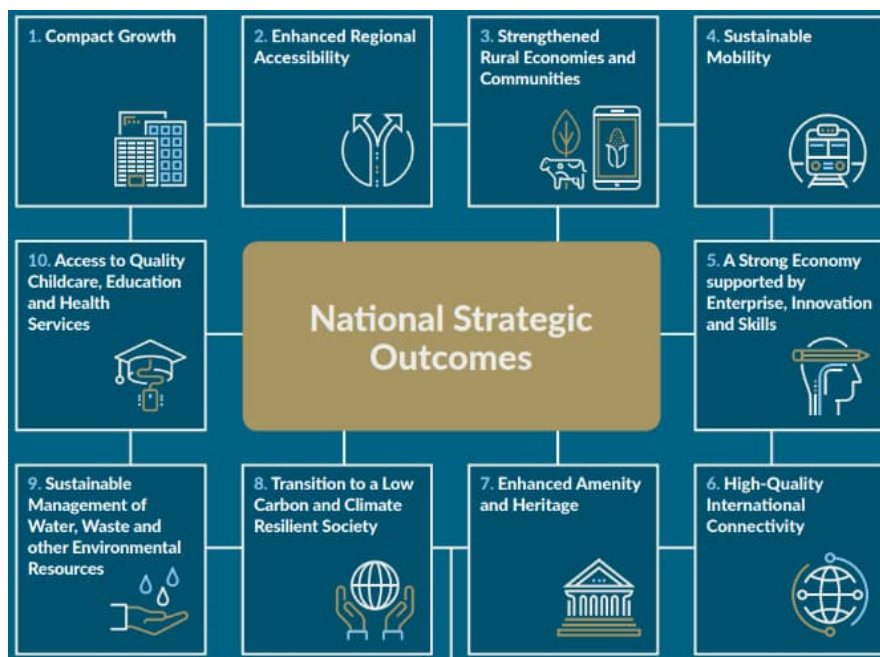 1. Compact Growth
2. Enhanced Regional
Accessibility
3. Strengthened
Rural Economies and
Communities
4. Sustainable
Mobility
10. Access to Quality
Childcare, Education
and Health
Services
National Strategic
Outcomes
5. A Strong Economy
supported by
Enterprise, Innovation
and Skills
9. Sustainable
Management of
Water, Waste and
other Environmental
Resources
8. Transition to a Low
Carbon and Climate
Resilient Society
7. Enhanced Amenity
and Heritage
6. High-Quality
International
Connectivity